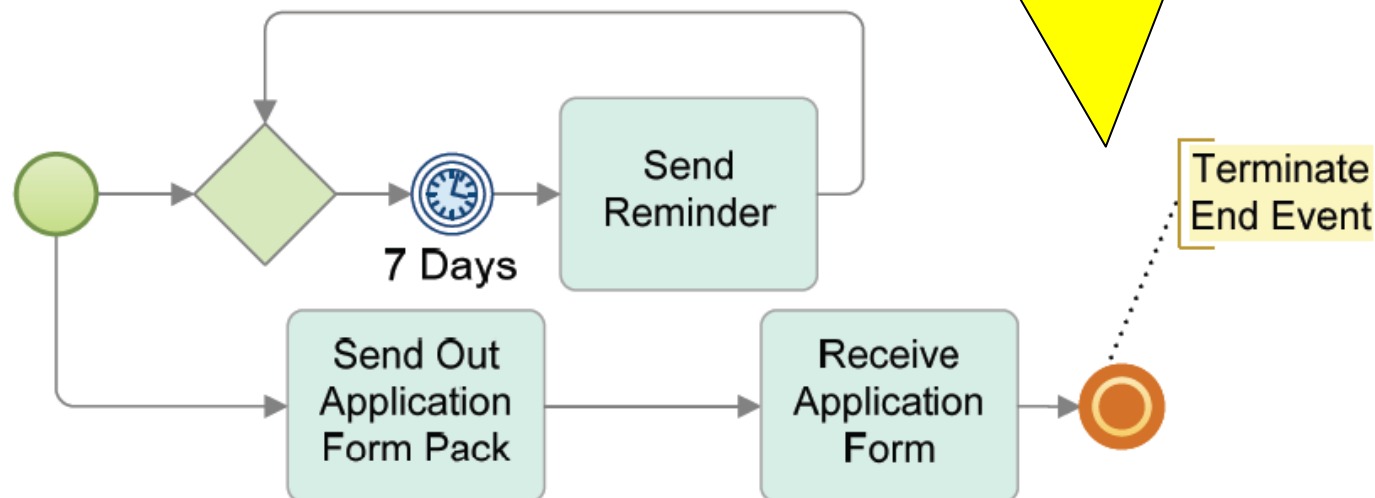 Send
Reminder
Terminate
End Event
7 Days
Send Out
Application
Form Pack
Receive
Application
Form